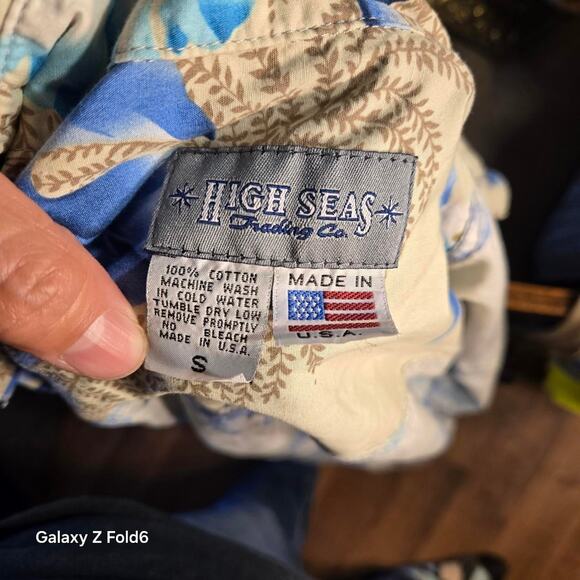 HIGH SEAS
Trading Co.
100% COTTON
MACHINE WASH
IN COLD WATER
TUMBLE DRY LOW
REMOVE PROMPTLY
NO BLEACH
MADE IN U.S.A.
S
MADE IN
U.S.A.
Galaxy Z Fold6